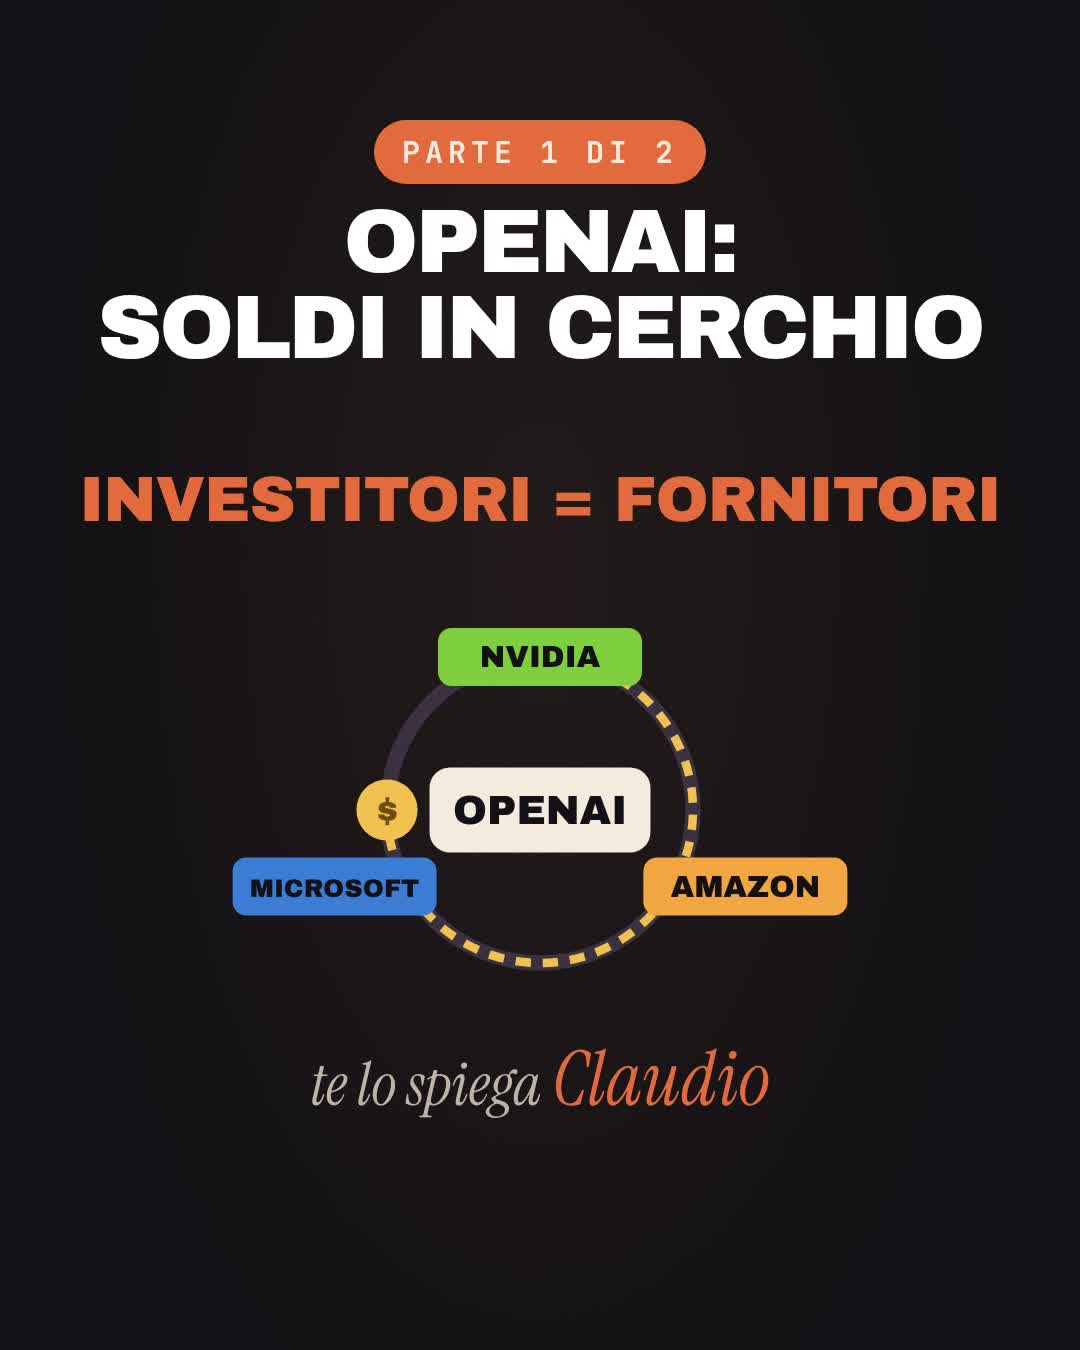 PARTE 1 DI 2
OPENAI:
SOLDI IN CERCHIO
INVESTITORI = FORNITORI
NVIDIA
$
OPENAI
MICROSOFT
AMAZON
te lo spiega Claudio